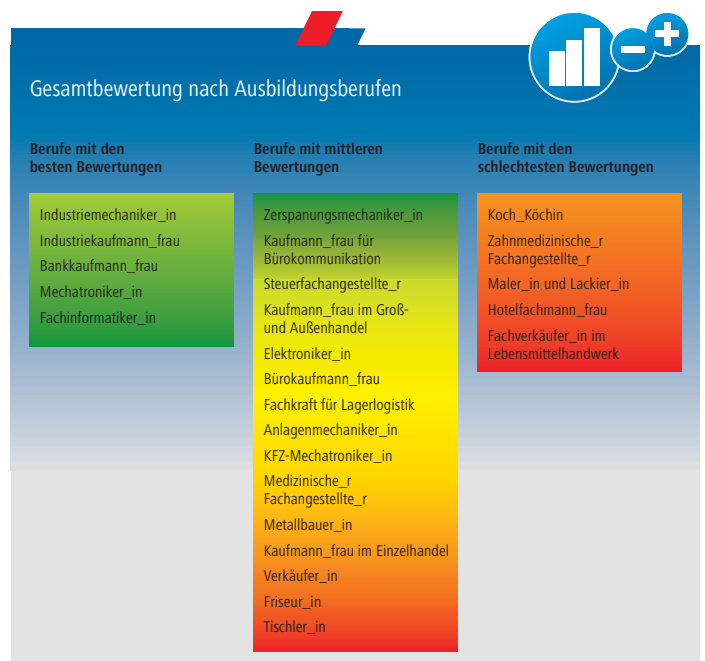 Gesamtbewertung nach Ausbildungsberufen
Berufe mit den
besten Bewertungen
Industriemechaniker_in
Industriekaufmann_frau
Bankkaufmann_frau
Mechatroniker_in
Fachinformatiker_in
Berufe mit mittleren
Bewertungen
Zerspanungsmechaniker_in
Kaufmann_frau für
Bürokommunikation
Steuerfachangestellte_r
Kaufmann_frau im Groß-
und Außenhandel
Elektroniker_in
Bürokaufmann_frau
Fachkraft für Lagerlogistik
Anlagenmechaniker_in
KFZ-Mechatroniker_in
Medizinische_r
Fachangestellte_r
Metallbauer_in
Kaufmann_frau im Einzelhandel
Verkäufer_in
Friseur_in
Tischler_in
Berufe mit den
schlechtesten Bewertungen
Koch_Köchin
Zahnmedizinische_r
Fachangestellte_r
Maler_in und Lackier_in
Hotelfachmann_frau
Fachverkäufer_in im
Lebensmittelhandwerk